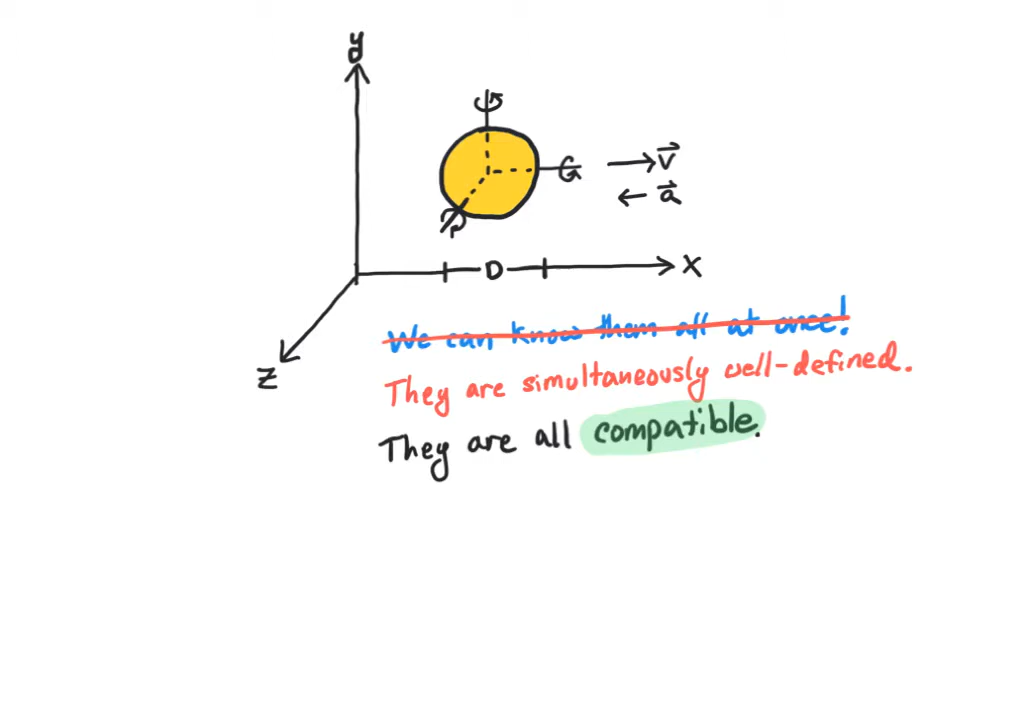 y
v
a
D
x
z
We can know them all at once!
They are simultaneously well-defined.
They are all compatible.